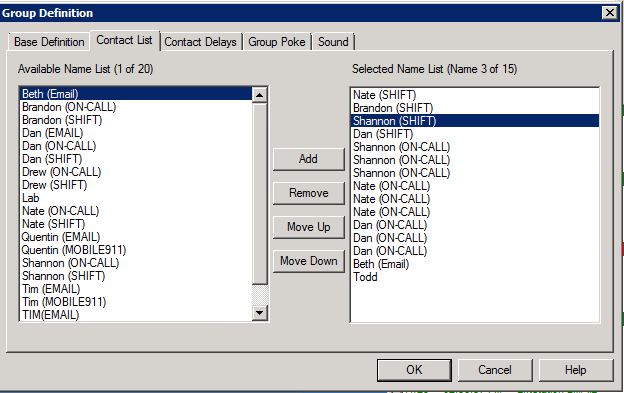 Group Definition
Base Definition Contact List Contact Delays Group Poke Sound
Available Name List (1 of 20)
Beth (Email)
Brandon (ON-CALL)
Brandon (SHIFT)
Dan (EMAIL)
Dan (ON-CALL)
Dan (SHIFT)
Drew (ON-CALL)
Drew (SHIFT)
Lab
Nate (ON-CALL)
Nate (SHIFT)
Quentin (EMAIL)
Quentin (MOBILE911)
Shannon (ON-CALL)
Shannon (SHIFT)
Tim (EMAIL)
Tim (MOBILE911)
TIM(EMAIL)
Add
Remove
Move Up
Move Down
Selected Name List (Name 3 of 15)
Nate (SHIFT)
Brandon (SHIFT)
Shannon (SHIFT)
Dan (SHIFT)
Shannon (ON-CALL)
Shannon (ON-CALL)
Shannon (ON-CALL)
Nate (ON-CALL)
Nate (ON-CALL)
Nate (ON-CALL)
Dan (ON-CALL)
Dan (ON-CALL)
Dan (ON-CALL)
Beth (Email)
Todd
OK Cancel Help